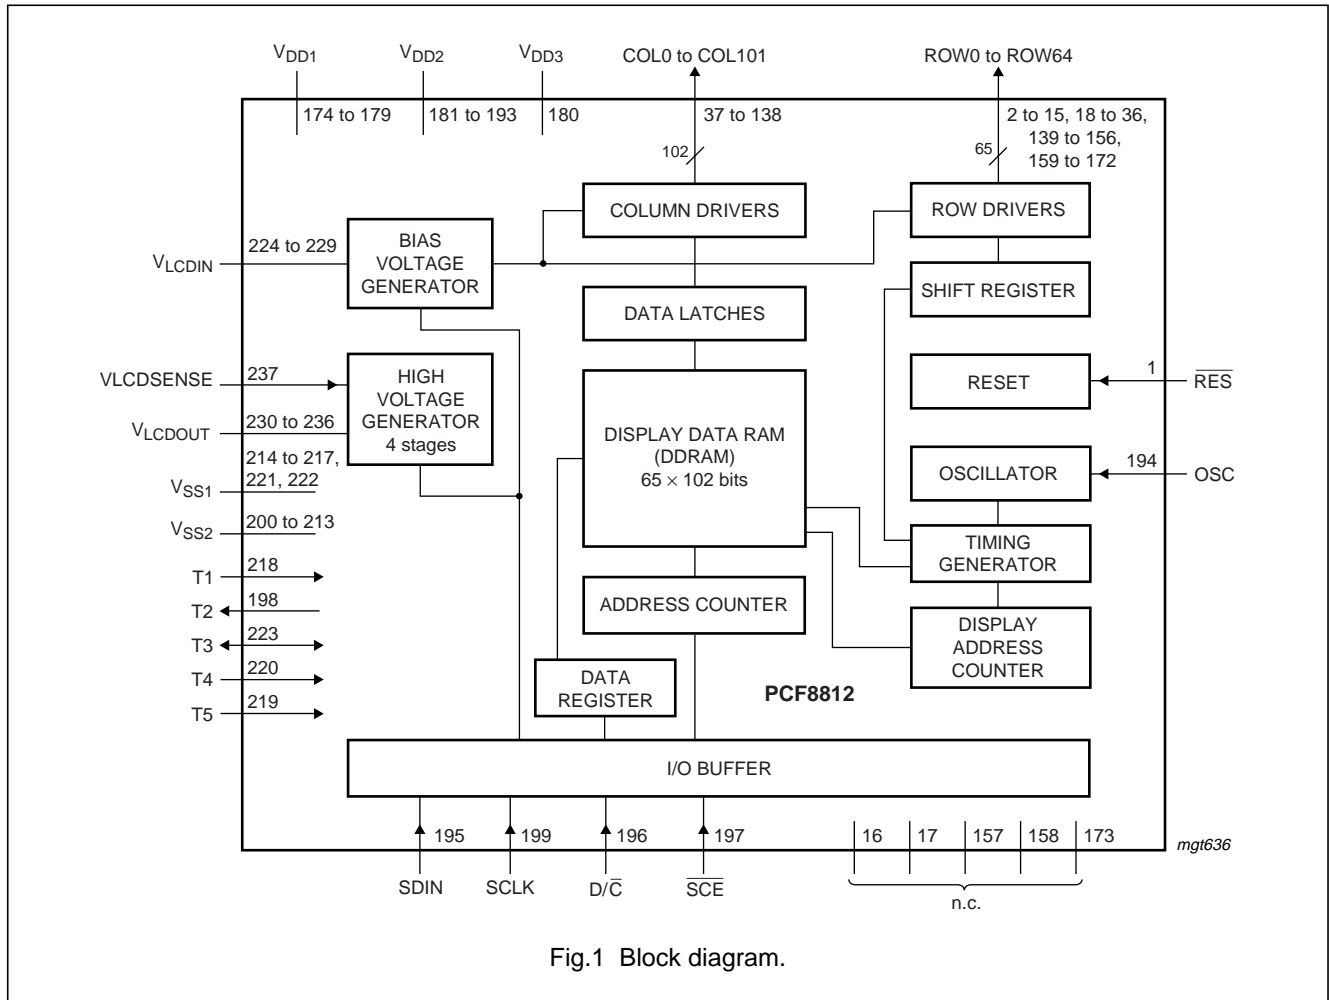 VDD1
VDD2
VDD3
COL0 to COL101
ROW0 to ROW64
174 to 179
181 to 193
180
37 to 138
2 to 15, 18 to 36,
139 to 156,
159 to 172
102
65
COLUMN DRIVERS
ROW DRIVERS
VLCDIN
224 to 229
BIAS
VOLTAGE
GENERATOR
SHIFT REGISTER
DATA LATCHES
VLCDSENSE
237
HIGH
VOLTAGE
GENERATOR
4 stages
VLCDOUT
230 to 236
RESET
1
R̅E̅S̅
DISPLAY DATA RAM
(DDRAM)
65 × 102 bits
OSCILLATOR
194
OSC
VSS1
214 to 217,
221, 222
VSS2
200 to 213
TIMING
GENERATOR
T1
218
T2
198
T3
223
T4
220
T5
219
ADDRESS COUNTER
DISPLAY
ADDRESS
COUNTER
DATA
REGISTER
PCF8812
I/O BUFFER
195
199
196
197
16
17
157
158
173
mgt636
SDIN
SCLK
D/C̅
S̅C̅E̅
n.c.
Fig.1 Block diagram.